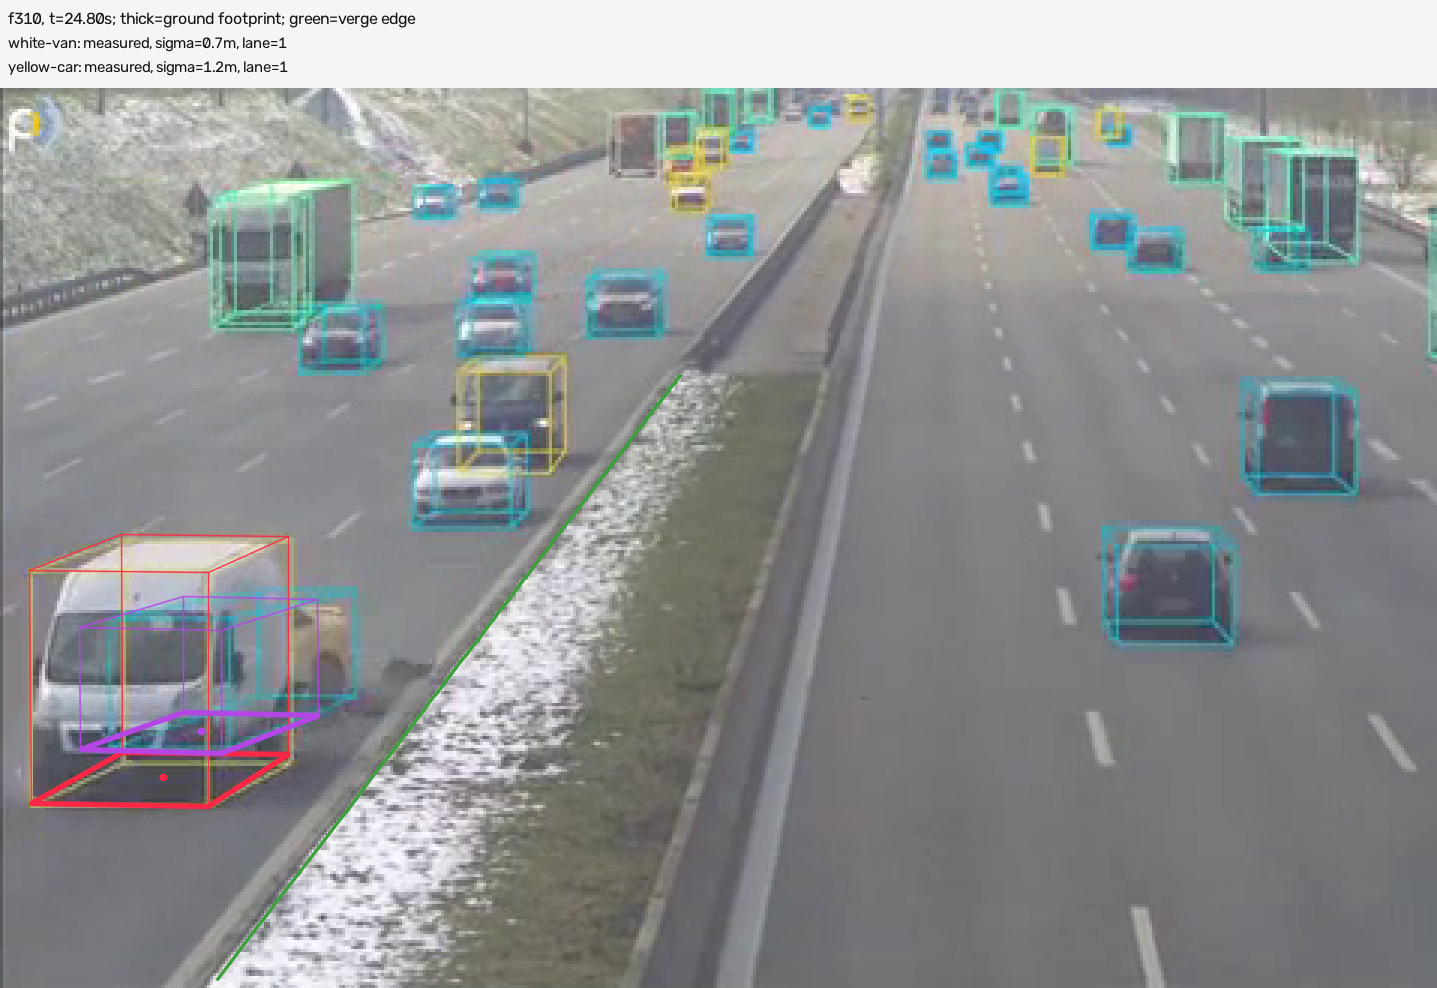 f310, t=24.80s; thick=ground footprint; green=verge edge
white-van: measured, sigma=0.7m, lane=1
yellow-car: measured, sigma=1.2m, lane=1